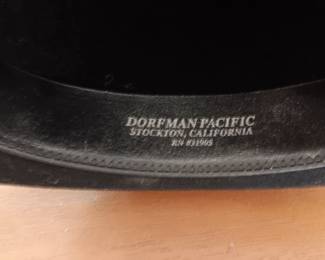 DORFMAN PACIFIC
STOCKTON, CALIFORNIA
RN #31905